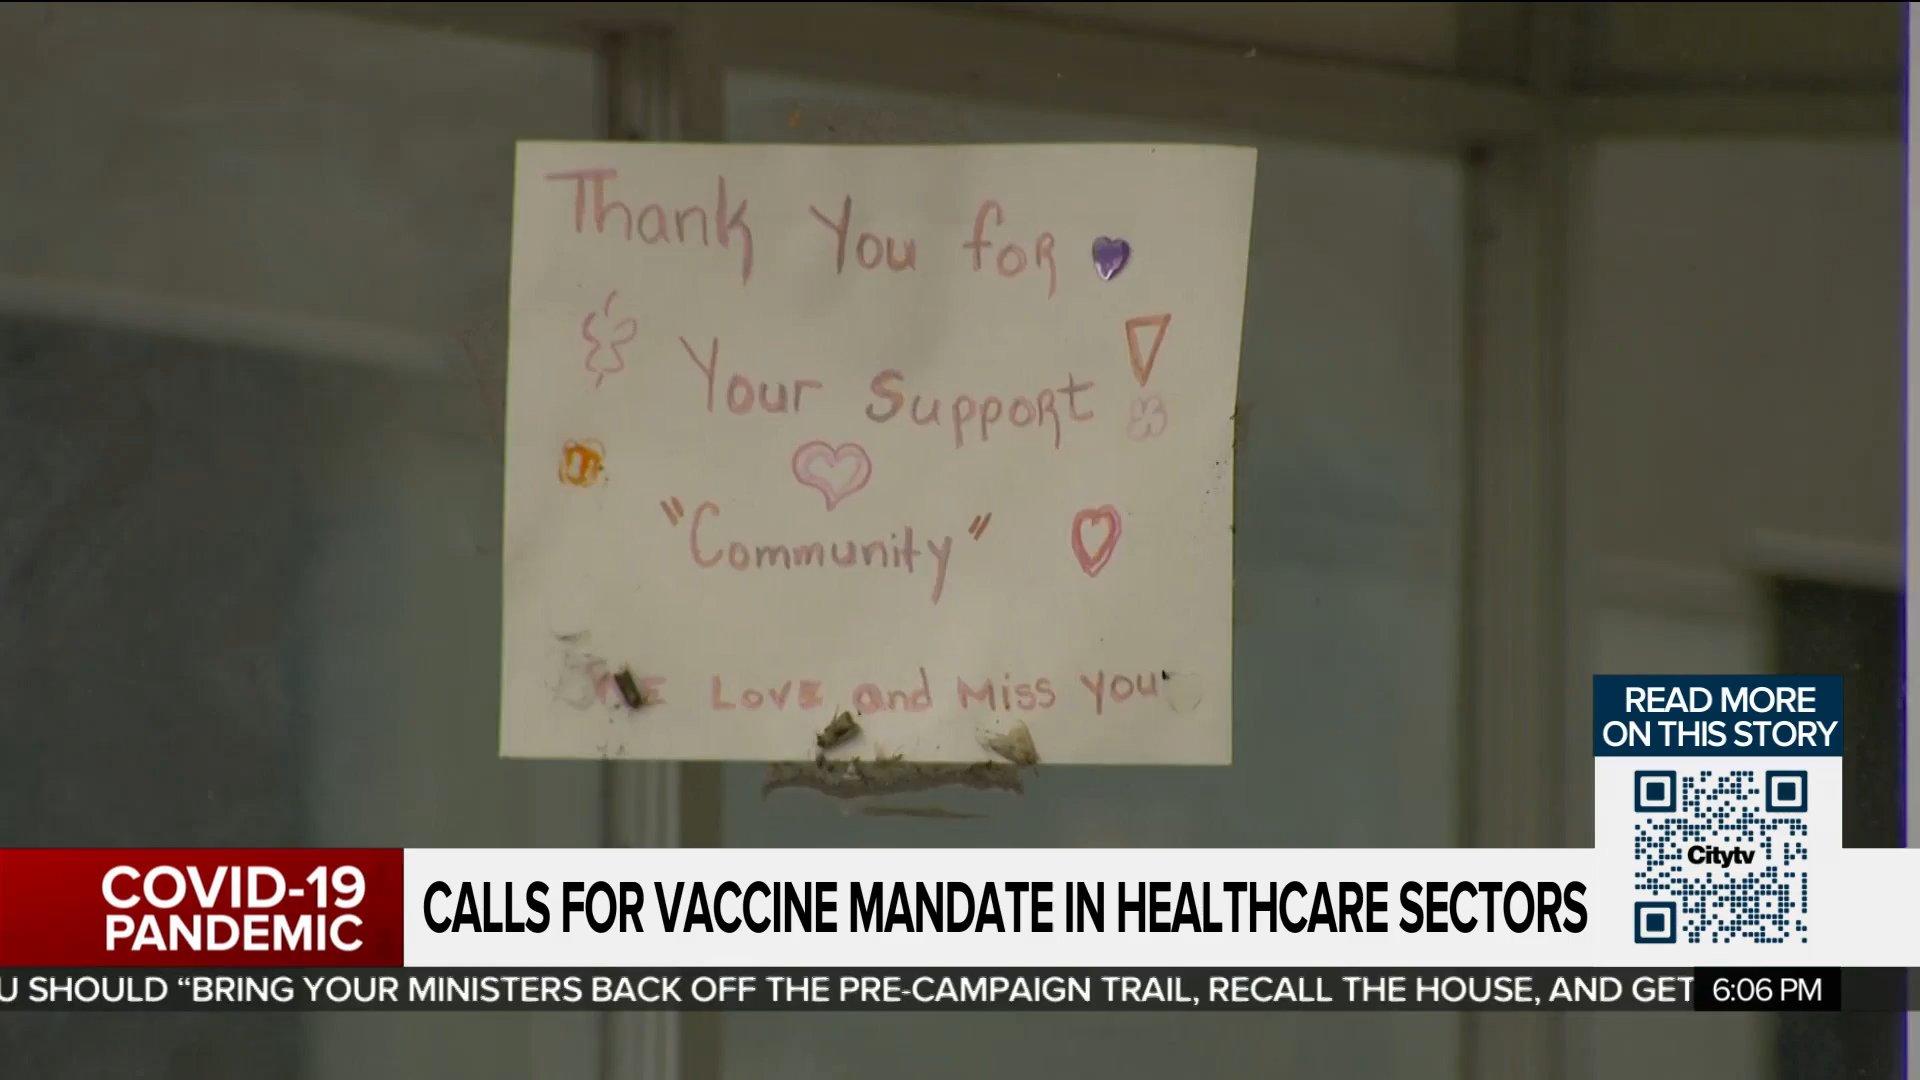 Thank You for
Your Support
"Community"
WE Love and Miss you
READ MORE
ON THIS STORY
Citytv
COVID-19
PANDEMIC
CALLS FOR VACCINE MANDATE IN HEALTHCARE SECTORS
U SHOULD “BRING YOUR MINISTERS BACK OFF THE PRE-CAMPAIGN TRAIL, RECALL THE HOUSE, AND GET
6:06 PM